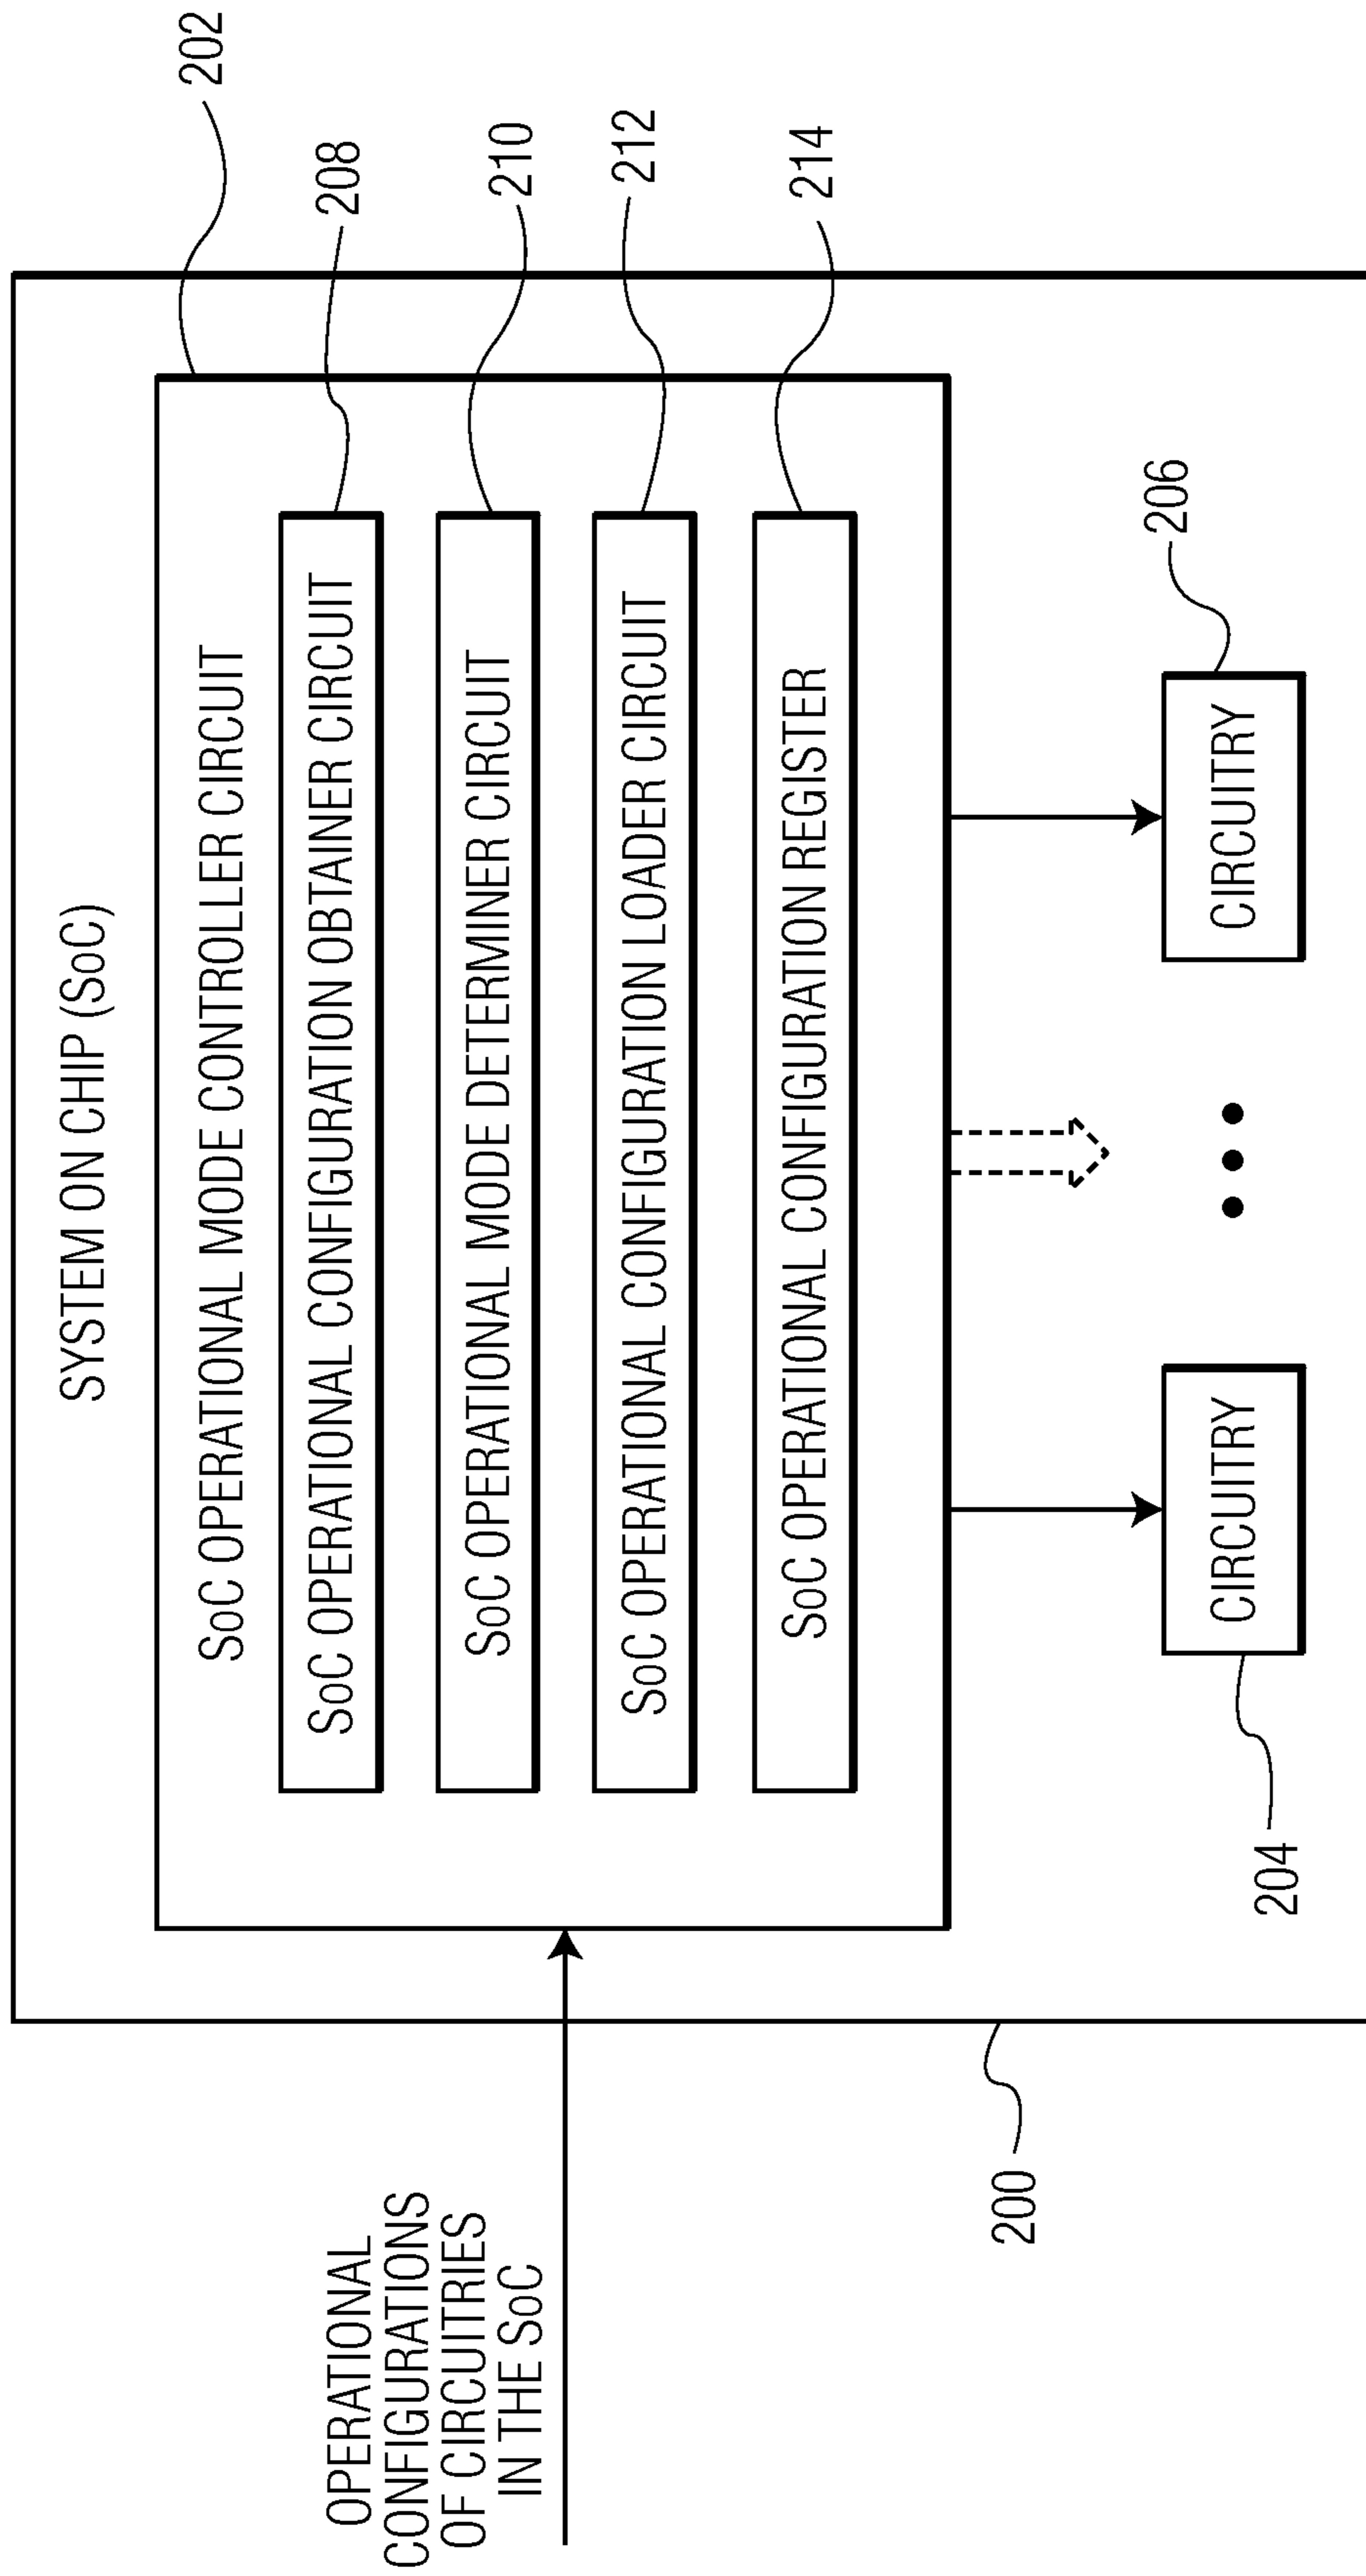 OPERATIONAL
CONFIGURATIONS
OF CIRCUITRIES
IN THE SoC
200
SYSTEM ON CHIP (SoC)
SoC OPERATIONAL MODE CONTROLLER CIRCUIT
202
SoC OPERATIONAL CONFIGURATION OBTAINER CIRCUIT
208
SoC OPERATIONAL MODE DETERMINER CIRCUIT
210
SoC OPERATIONAL CONFIGURATION LOADER CIRCUIT
212
SoC OPERATIONAL CONFIGURATION REGISTER
214
204
CIRCUITRY
CIRCUITRY
206